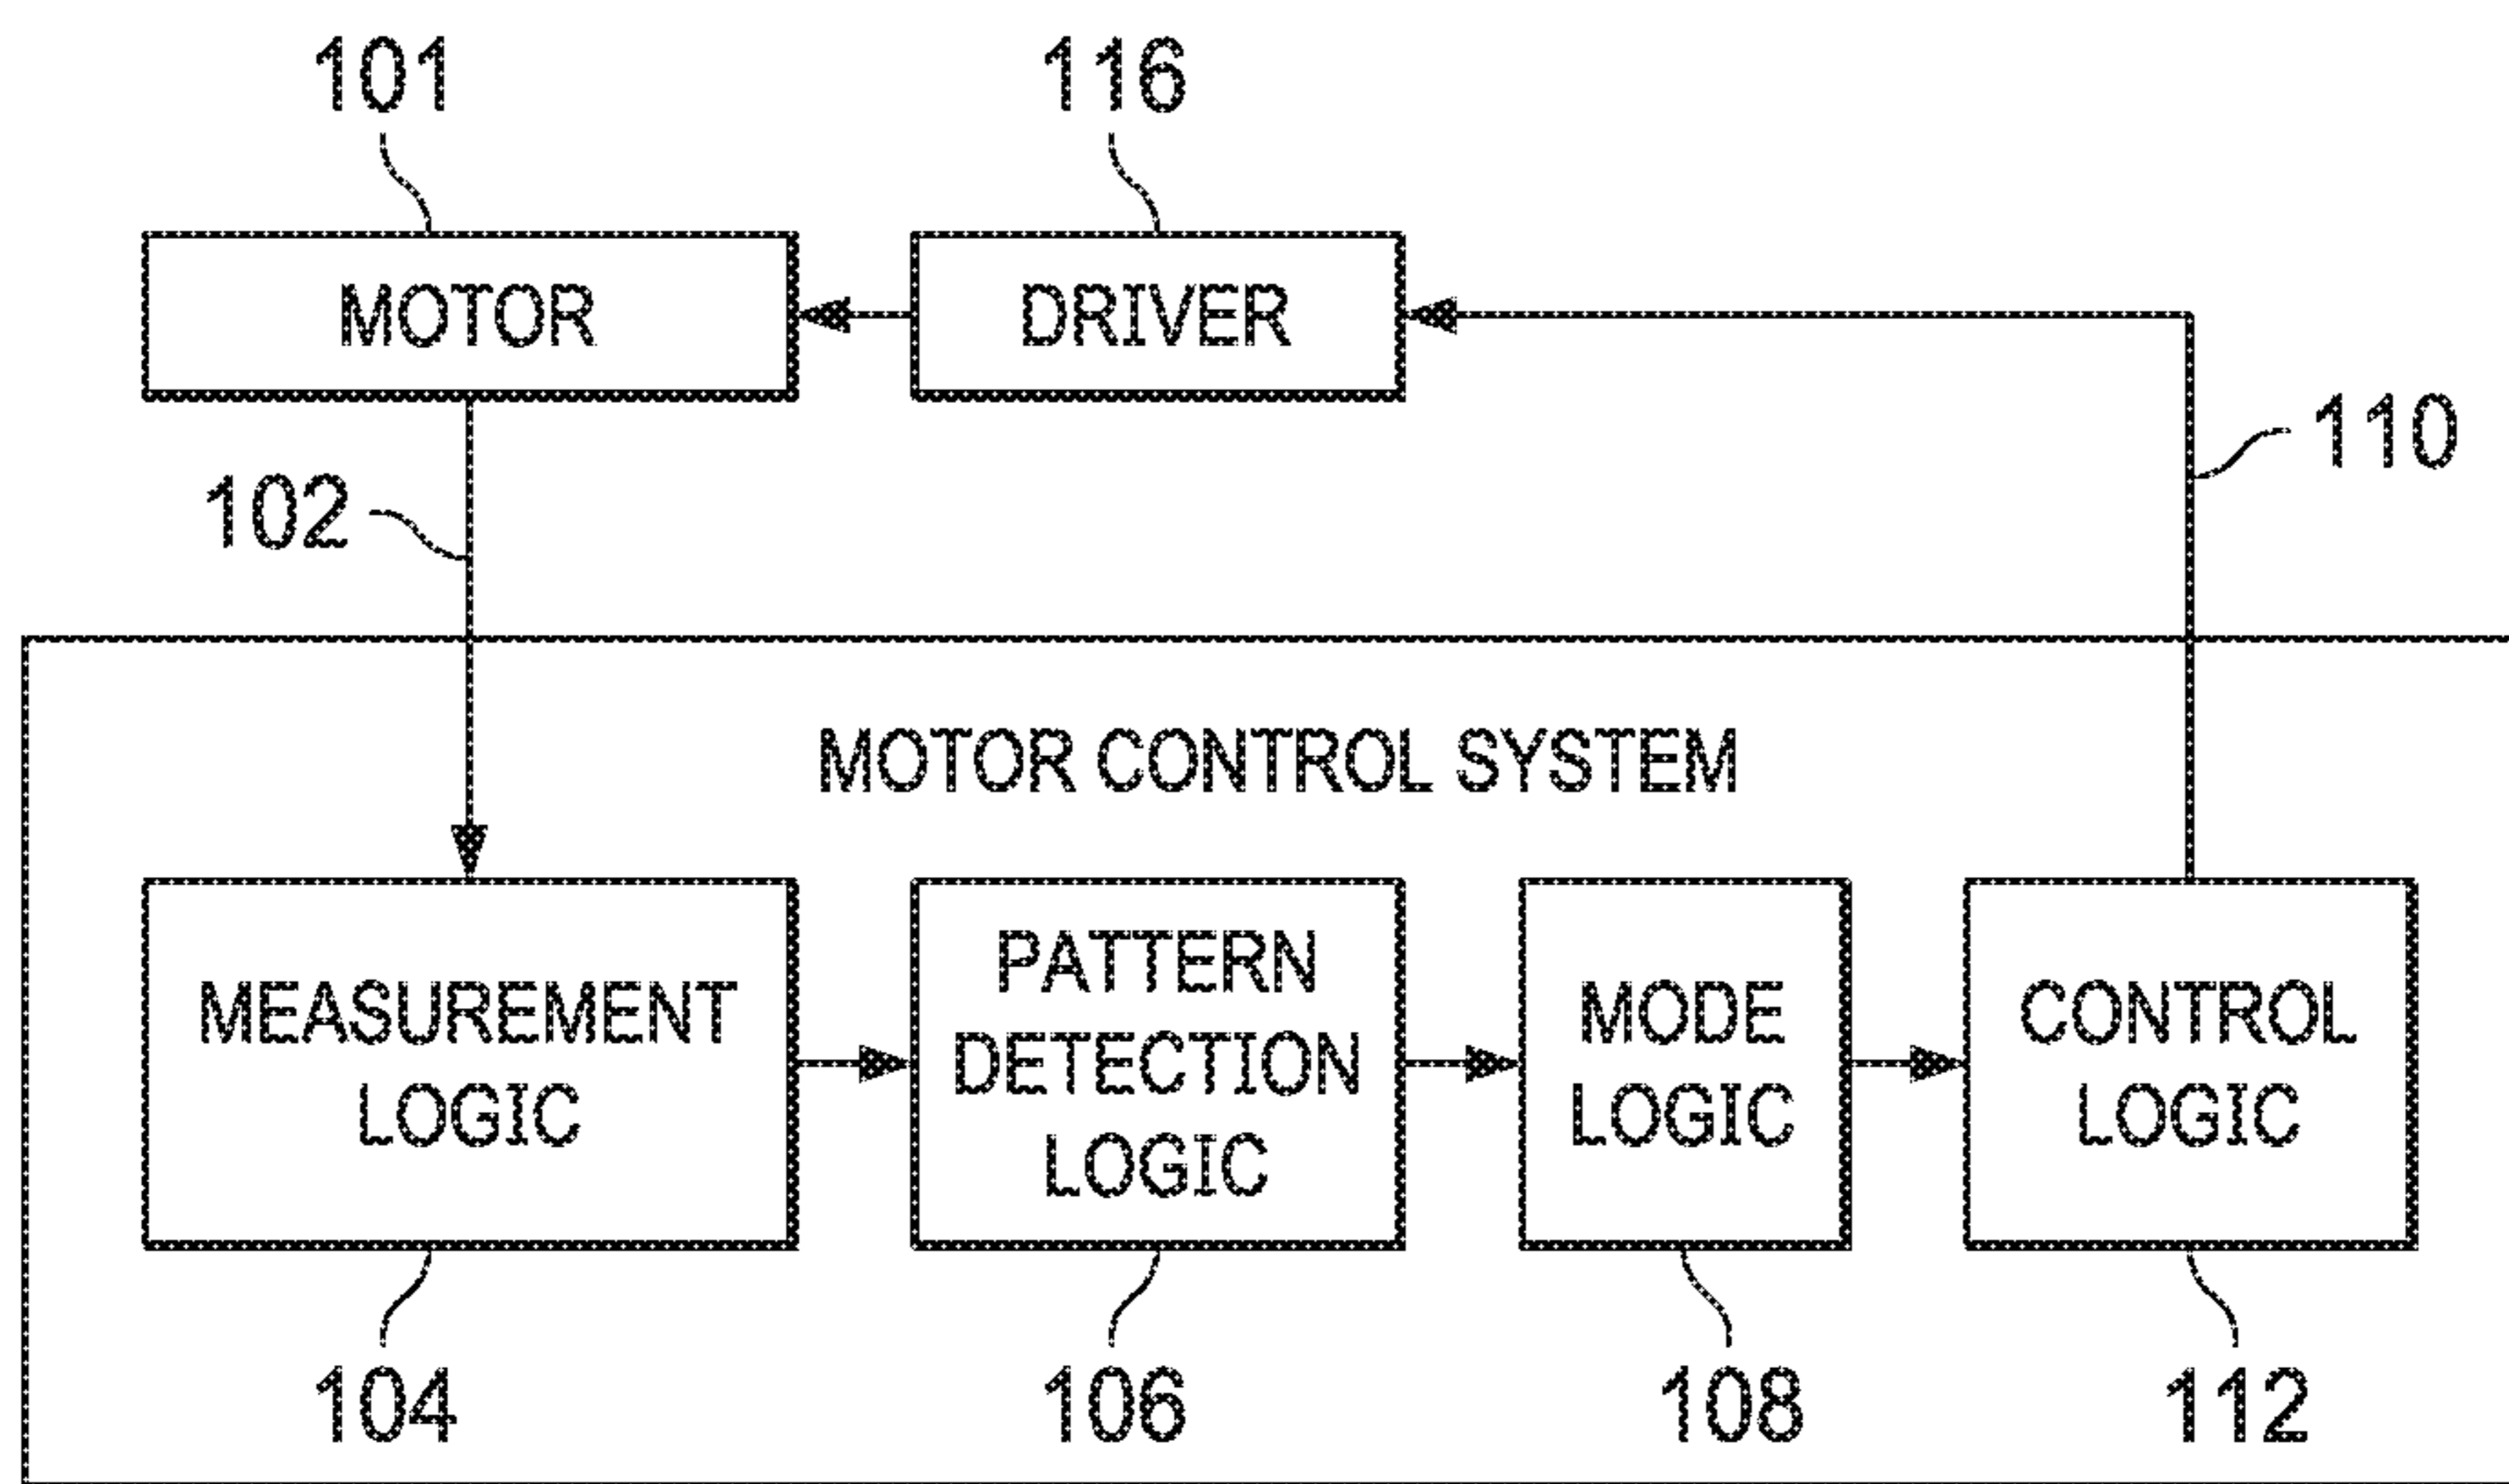 101
116
MOTOR
DRIVER
110
102
MOTOR CONTROL SYSTEM
MEASUREMENT
LOGIC
PATTERN
DETECTION
LOGIC
MODE
LOGIC
CONTROL
LOGIC
104
106
108
112